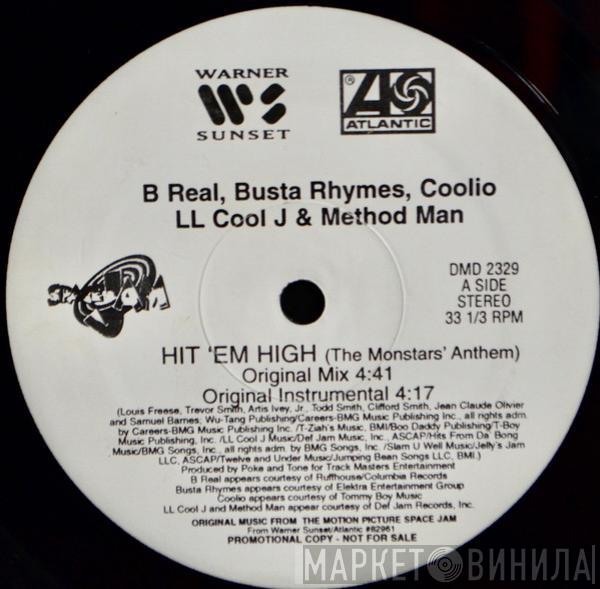 WARNER
SUNSET
ATLANTIC
B Real, Busta Rhymes, Coolio
LL Cool J & Method Man
DMD 2329
A SIDE
STEREO
33 1/3 RPM
HIT 'EM HIGH (The Monstars' Anthem)
Original Mix 4:41
Original Instrumental 4:17
(Louis Freese, Trevor Smith, Artis Ivey, Jr., Todd Smith, Clifford Smith, Jean Claude Olivier
and Samuel Barnes; Wu-Tang Publishing/Careers-BMG Music Publishing Inc., all rights adm.
by Careers-BMG Music Publishing Inc. /T-Ziah's Music, BMI/Boo Daddy Publishing/T-Boy
Music Publishing, Inc. /LL Cool J Music/Def Jam Music, Inc., ASCAP/Hits From Da' Bong
Music/BMG Songs, Inc., all rights adm. by BMG Songs, Inc. /Slam U Well Music/Jelly's Jam
LLC, ASCAP/Twelve and Under Music/Jumping Bean Songs LLC, BMI.)
Produced by Poke and Tone for Track Masters Entertainment
B Real appears courtesy of Ruffhouse/Columbia Records
Busta Rhymes appears courtesy of Elektra Entertainment Group
Coolio appears courtesy of Tommy Boy Music
LL Cool J and Method Man appear courtesy of Def Jam Records, Inc.
ORIGINAL MUSIC FROM THE MOTION PICTURE SPACE JAM
From Warner Sunset/Atlantic #82961
PROMOTIONAL COPY - NOT FOR SALE
МАРКЕТ ВИНИЛА